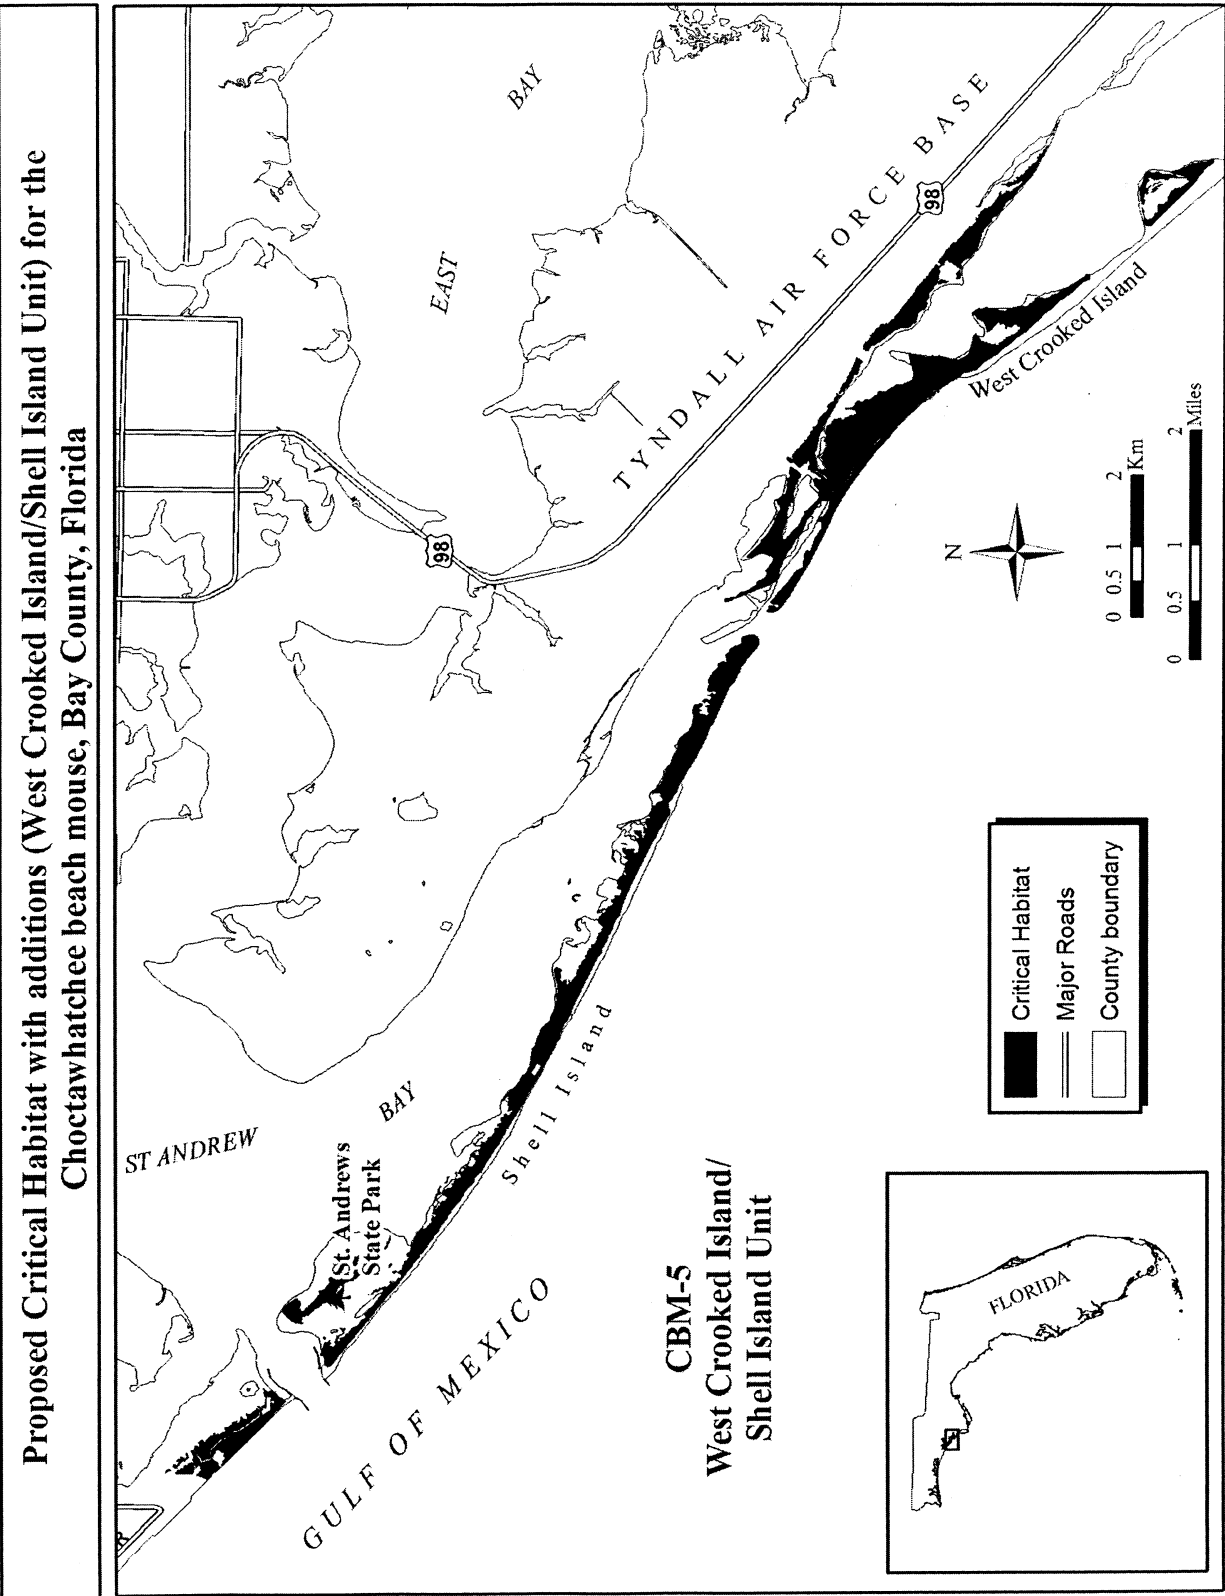 Proposed Critical Habitat with additions (West Crooked Island/Shell Island Unit) for the
Choctawhatchee beach mouse, Bay County, Florida
ST ANDREW
BAY
EAST
BAY
St. Andrews
State Park
98
TYNDALL AIR FORCE BASE
98
GULF OF MEXICO
Shell Island
West Crooked Island
CBM-5
West Crooked Island/
Shell Island Unit
N
0 0.5 1 2
Km
0 0.5 1 2
Miles
Critical Habitat
Major Roads
County boundary
FLORIDA